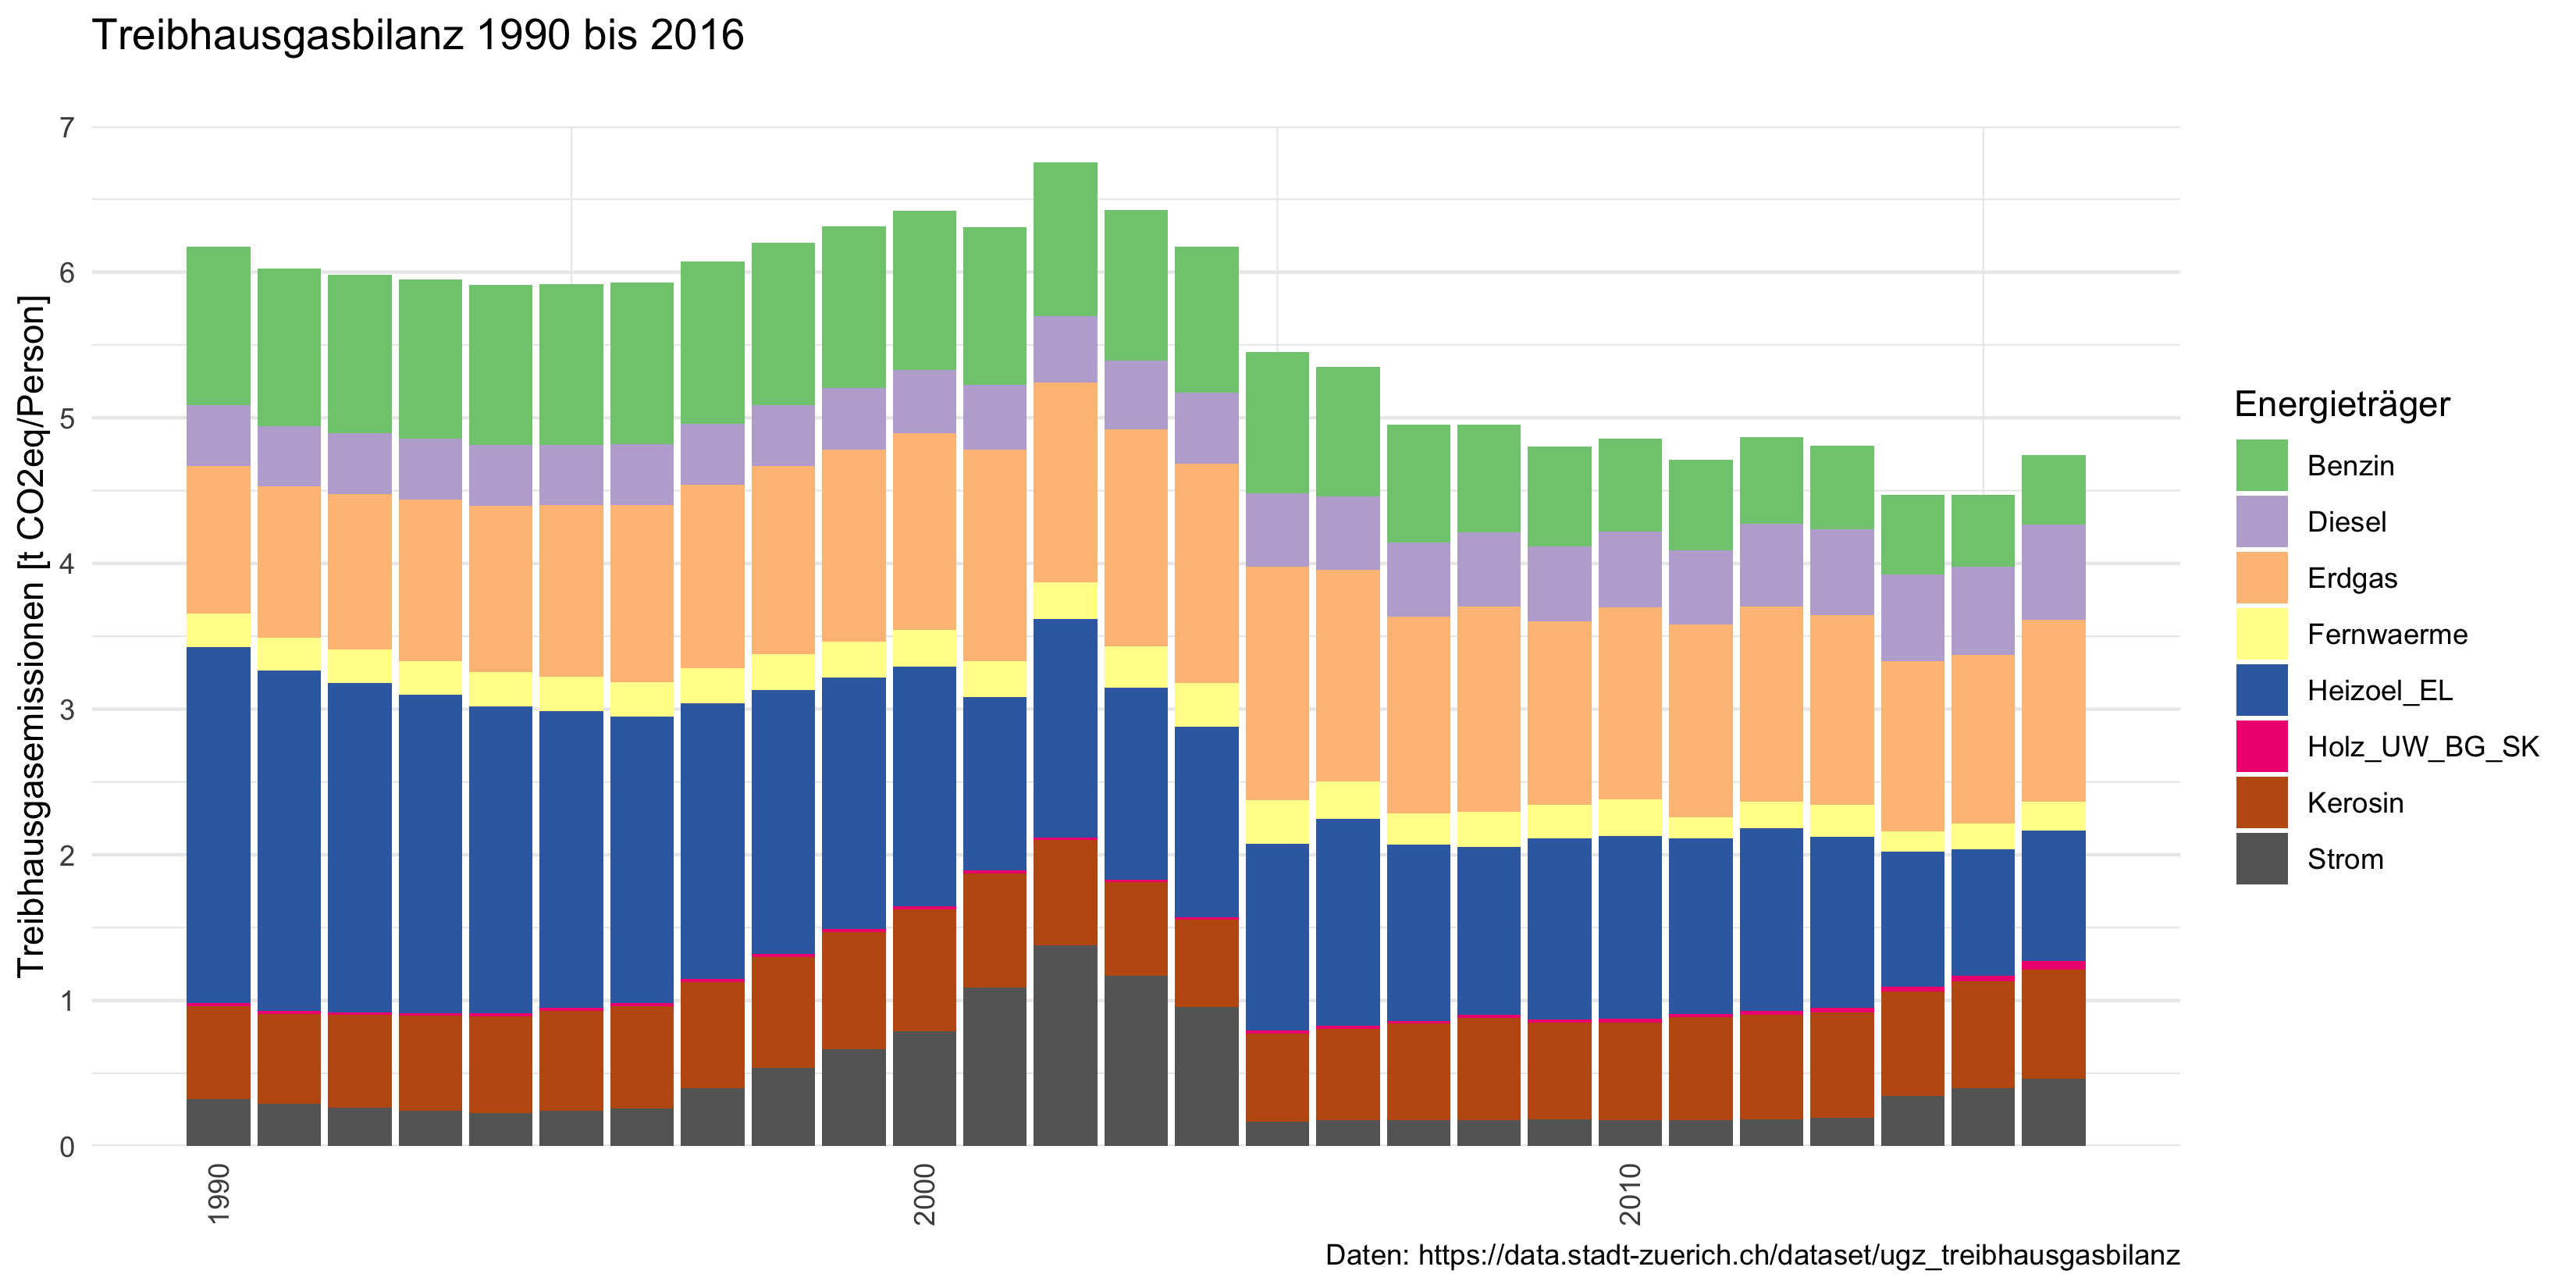 Treibhausgasbilanz 1990 bis 2016
Treibhausgasemissionen [t CO2eq/Person]
7
6
5
4
3
2
1
0
1990
2000
2010
Energieträger
Benzin
Diesel
Erdgas
Fernwaerme
Heizoel_EL
Holz_UW_BG_SK
Kerosin
Strom
Daten: https://data.stadt-zuerich.ch/dataset/ugz_treibhausgasbilanz